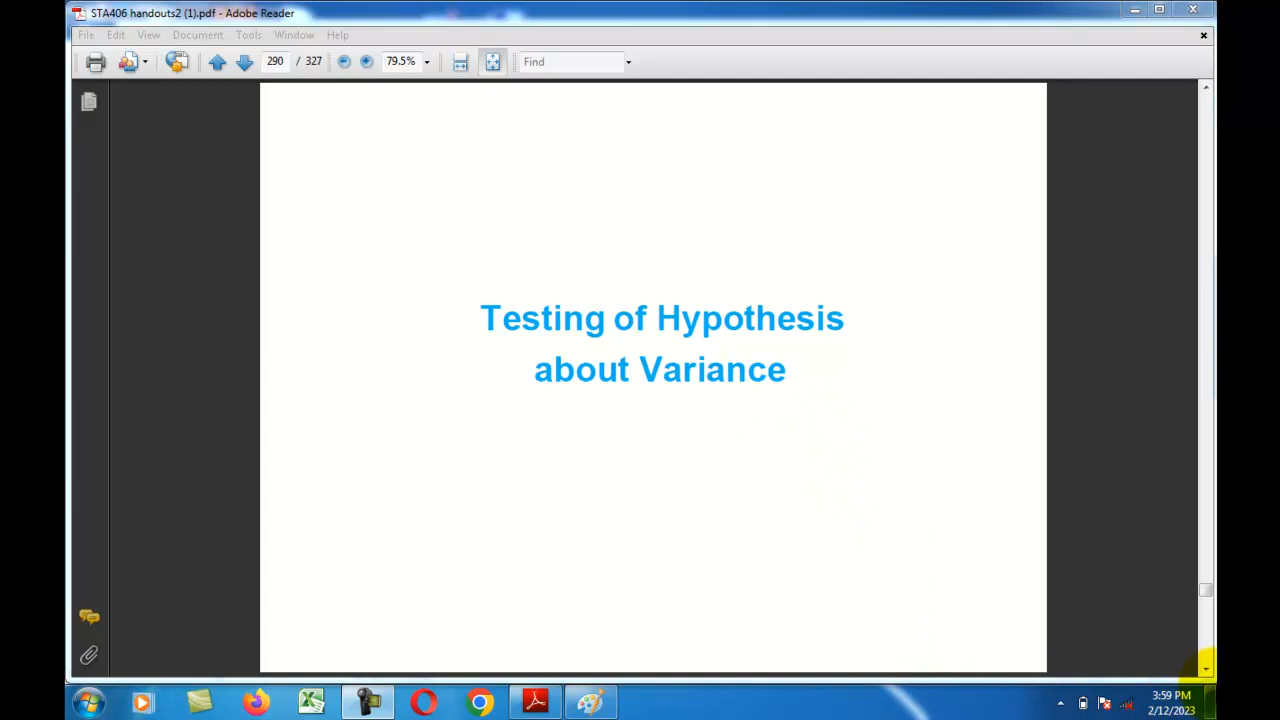 STA406 handouts2 (1).pdf - Adobe Reader
File Edit View Document Tools Window Help
290 / 327 79.5% Find
Testing of Hypothesis
about Variance
3:59 PM
2/12/2023